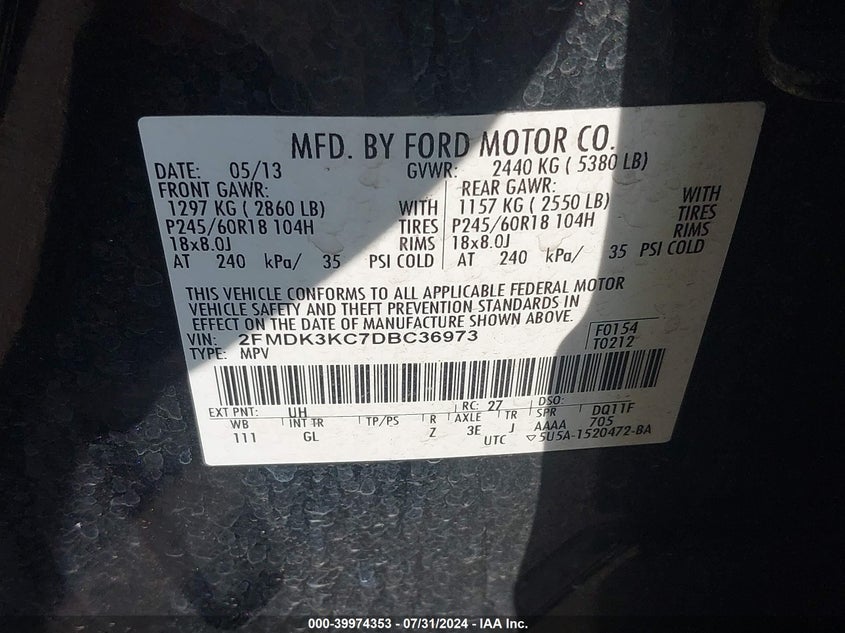 MFD. BY FORD MOTOR CO.
DATE: 05/13 GVWR: 2440 KG ( 5380 LB)
FRONT GAWR: REAR GAWR:
1297 KG ( 2860 LB) WITH 1157 KG ( 2550 LB) WITH
P245/60R18 104H TIRES P245/60R18 104H TIRES
18x8.0J RIMS 18x8.0J RIMS
AT 240 kPa/ 35 PSI COLD AT 240 kPa/ 35 PSI COLD
THIS VEHICLE CONFORMS TO ALL APPLICABLE FEDERAL MOTOR
VEHICLE SAFETY AND THEFT PREVENTION STANDARDS IN
EFFECT ON THE DATE OF MANUFACTURE SHOWN ABOVE.
VIN: 2FMDK3KC7DBC36973 F0154
TYPE: MPV T0212
EXT PNT: UH RC: 27 DSO:
WB INT TR TP/PS R AXLE TR SPR DQ11F
111 GL Z 3E J AAAA 705
UTC ▽5U5A-1520472-BA
000-39974353 - 07/31/2024 - IAA Inc.